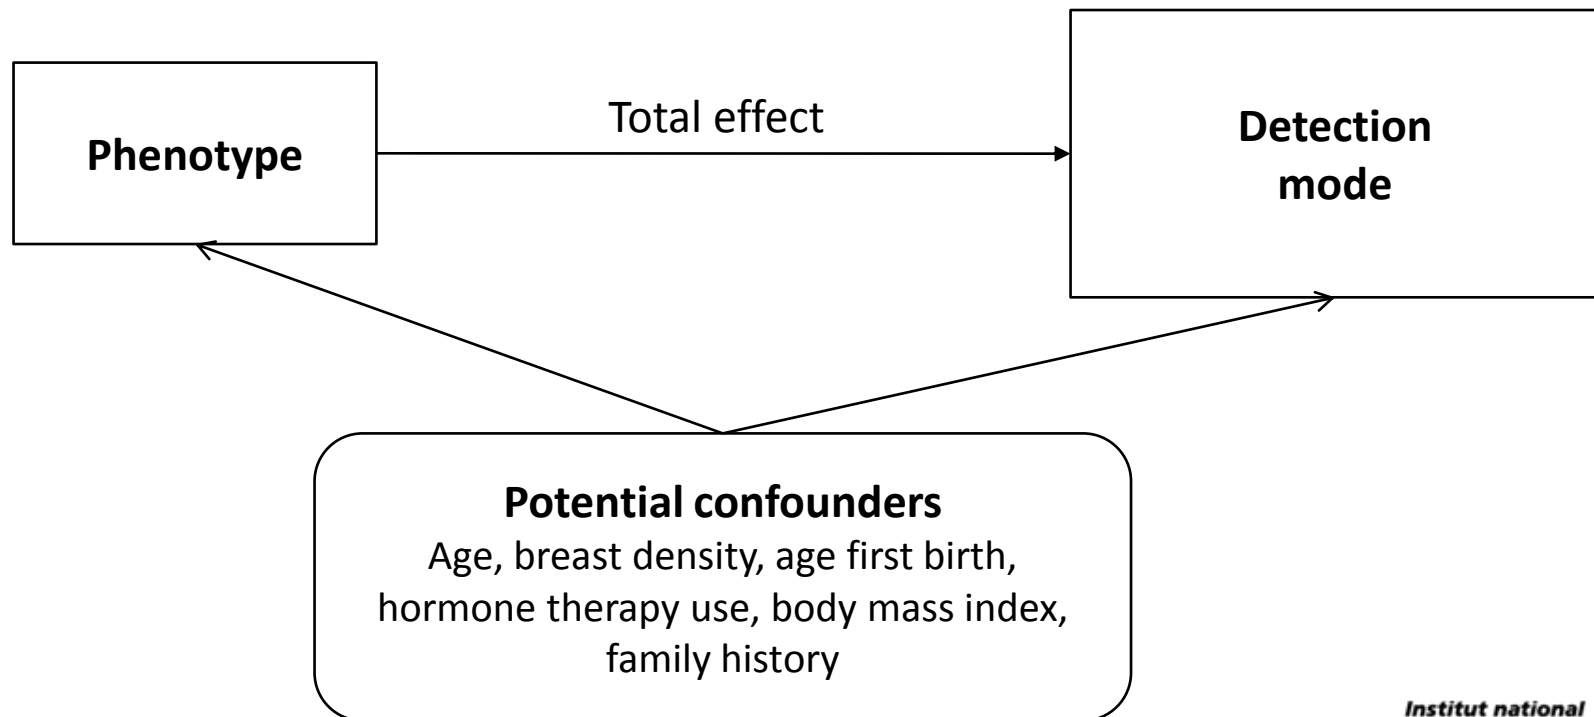 Total effect
Phenotype
Detection
mode
Potential confounders
Age, breast density, age first birth,
hormone therapy use, body mass index,
family history
Institut national